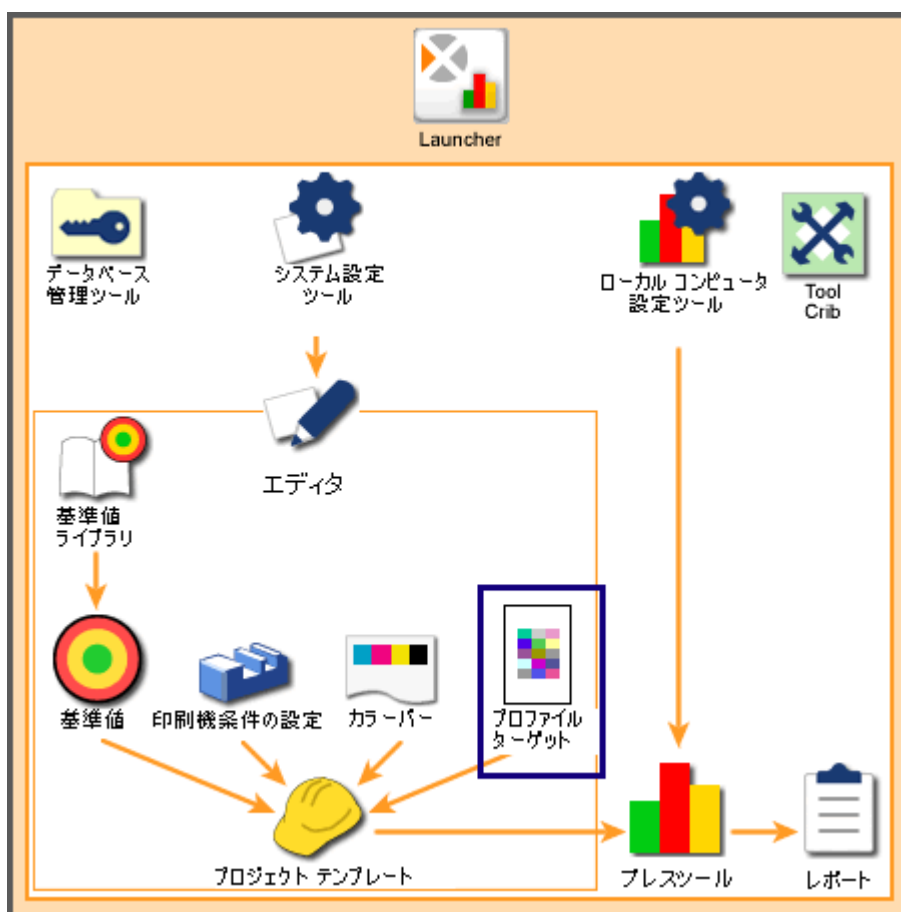 Launcher
データベース
管理ツール
システム設定
ツール
ローカル コンピュータ
設定ツール
Tool
Crib
エディタ
基準値
ライブラリ
基準値
印刷機条件の設定
カラーバー
プロファイル
ターゲット
プロジェクト テンプレート
プレスツール
レポート